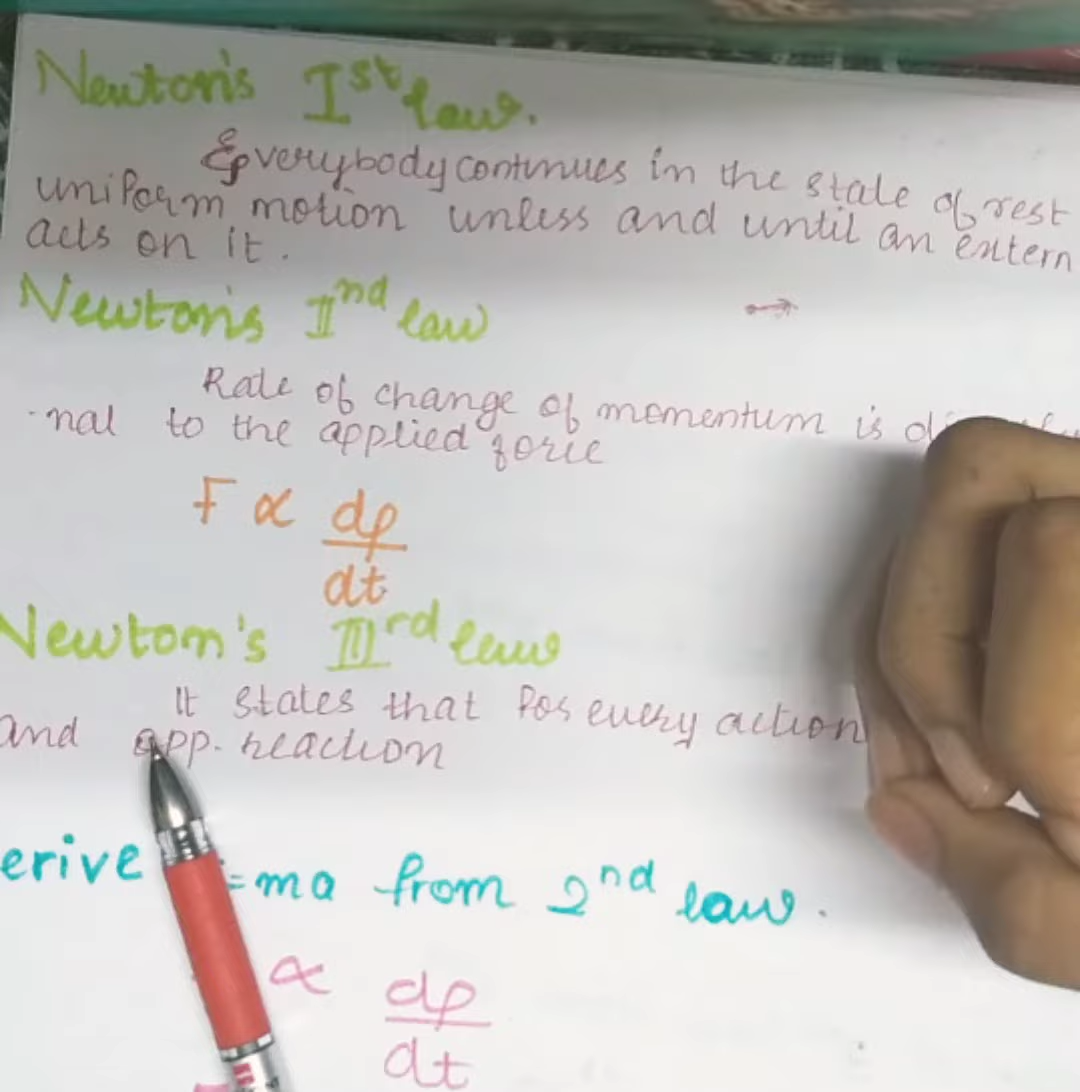 Newton's Ist law.
Everybody continues in the state of rest
uniform motion unless and until an extern
acts on it.
Newton's IInd law
Rate of change of momentum is
nal to the applied force
F ∝ dp
dt
Newton's IIIrd law
It states that for every action
and opp. reaction
erive =ma from 2nd law.
∝ dp
dt